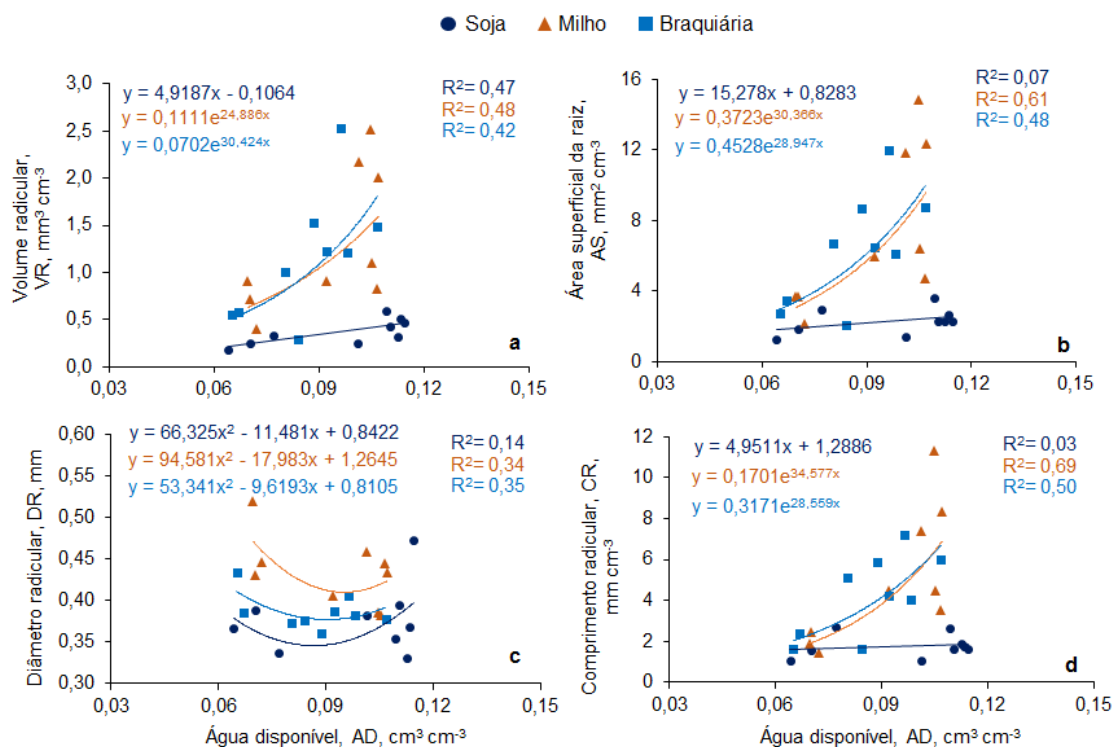 Soja Milho Braquiária
Volume radicular,
VR, mm³ cm⁻³
3,0
2,5
2,0
1,5
1,0
0,5
0,0
y = 4,9187x - 0,1064
y = 0,1111e^24,886x
y = 0,0702e^30,424x
R²= 0,47
R²= 0,48
R²= 0,42
a
0,03 0,06 0,09 0,12 0,15
Área superficial da raiz,
AS, mm² cm⁻³
16
12
8
4
0
y = 15,278x + 0,8283
y = 0,3723e^30,366x
y = 0,4528e^28,947x
R²= 0,07
R²= 0,61
R²= 0,48
b
0,03 0,06 0,09 0,12 0,15
Diâmetro radicular, DR, mm
0,60
0,55
0,50
0,45
0,40
0,35
0,30
y = 66,325x² - 11,481x + 0,8422
y = 94,581x² - 17,983x + 1,2645
y = 53,341x² - 9,6193x + 0,8105
R²= 0,14
R²= 0,34
R²= 0,35
c
0,03 0,06 0,09 0,12 0,15
Água disponível, AD, cm³ cm⁻³
Comprimento radicular, CR,
mm cm⁻³
12
10
8
6
4
2
0
y = 4,9511x + 1,2886
y = 0,1701e^34,577x
y = 0,3171e^28,559x
R²= 0,03
R²= 0,69
R²= 0,50
d
0,03 0,06 0,09 0,12 0,15
Água disponível, AD, cm³ cm⁻³